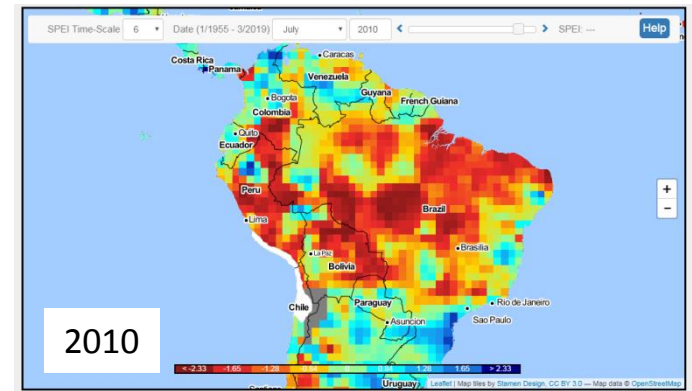 SPEI Time-Scale 6 Date (1/1955 - 3/2019) July 2010 SPEI: --- Help
Caracas
Costa Rica
Panama
Venezuela
Guyana
Bogota
French Guiana
Colombia
Quito
Ecuador
+
Peru
−
Brazil
Lima
La Paz
Brasilia
Bolivia
Chile
Paraguay
Rio de Janeiro
Asuncion
Sao Paulo
2010
< -2.33 -1.65 -1.28 0.84 0 0.84 1.28 1.65 > 2.33
Uruguay
Leaflet | Map tiles by Stamen Design, CC BY 3.0 — Map data © OpenStreetMap